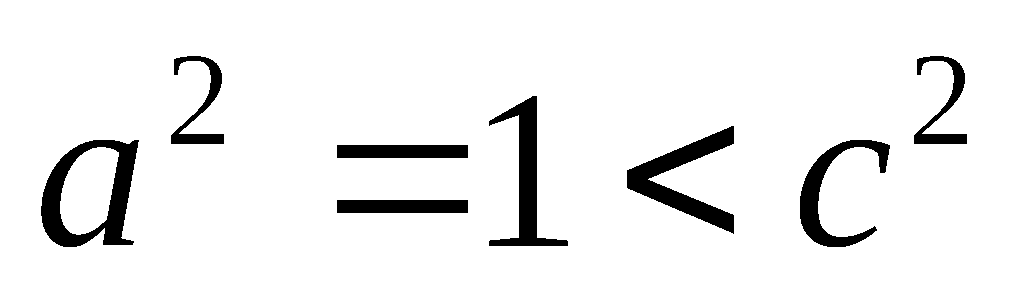 a² =1 < c²